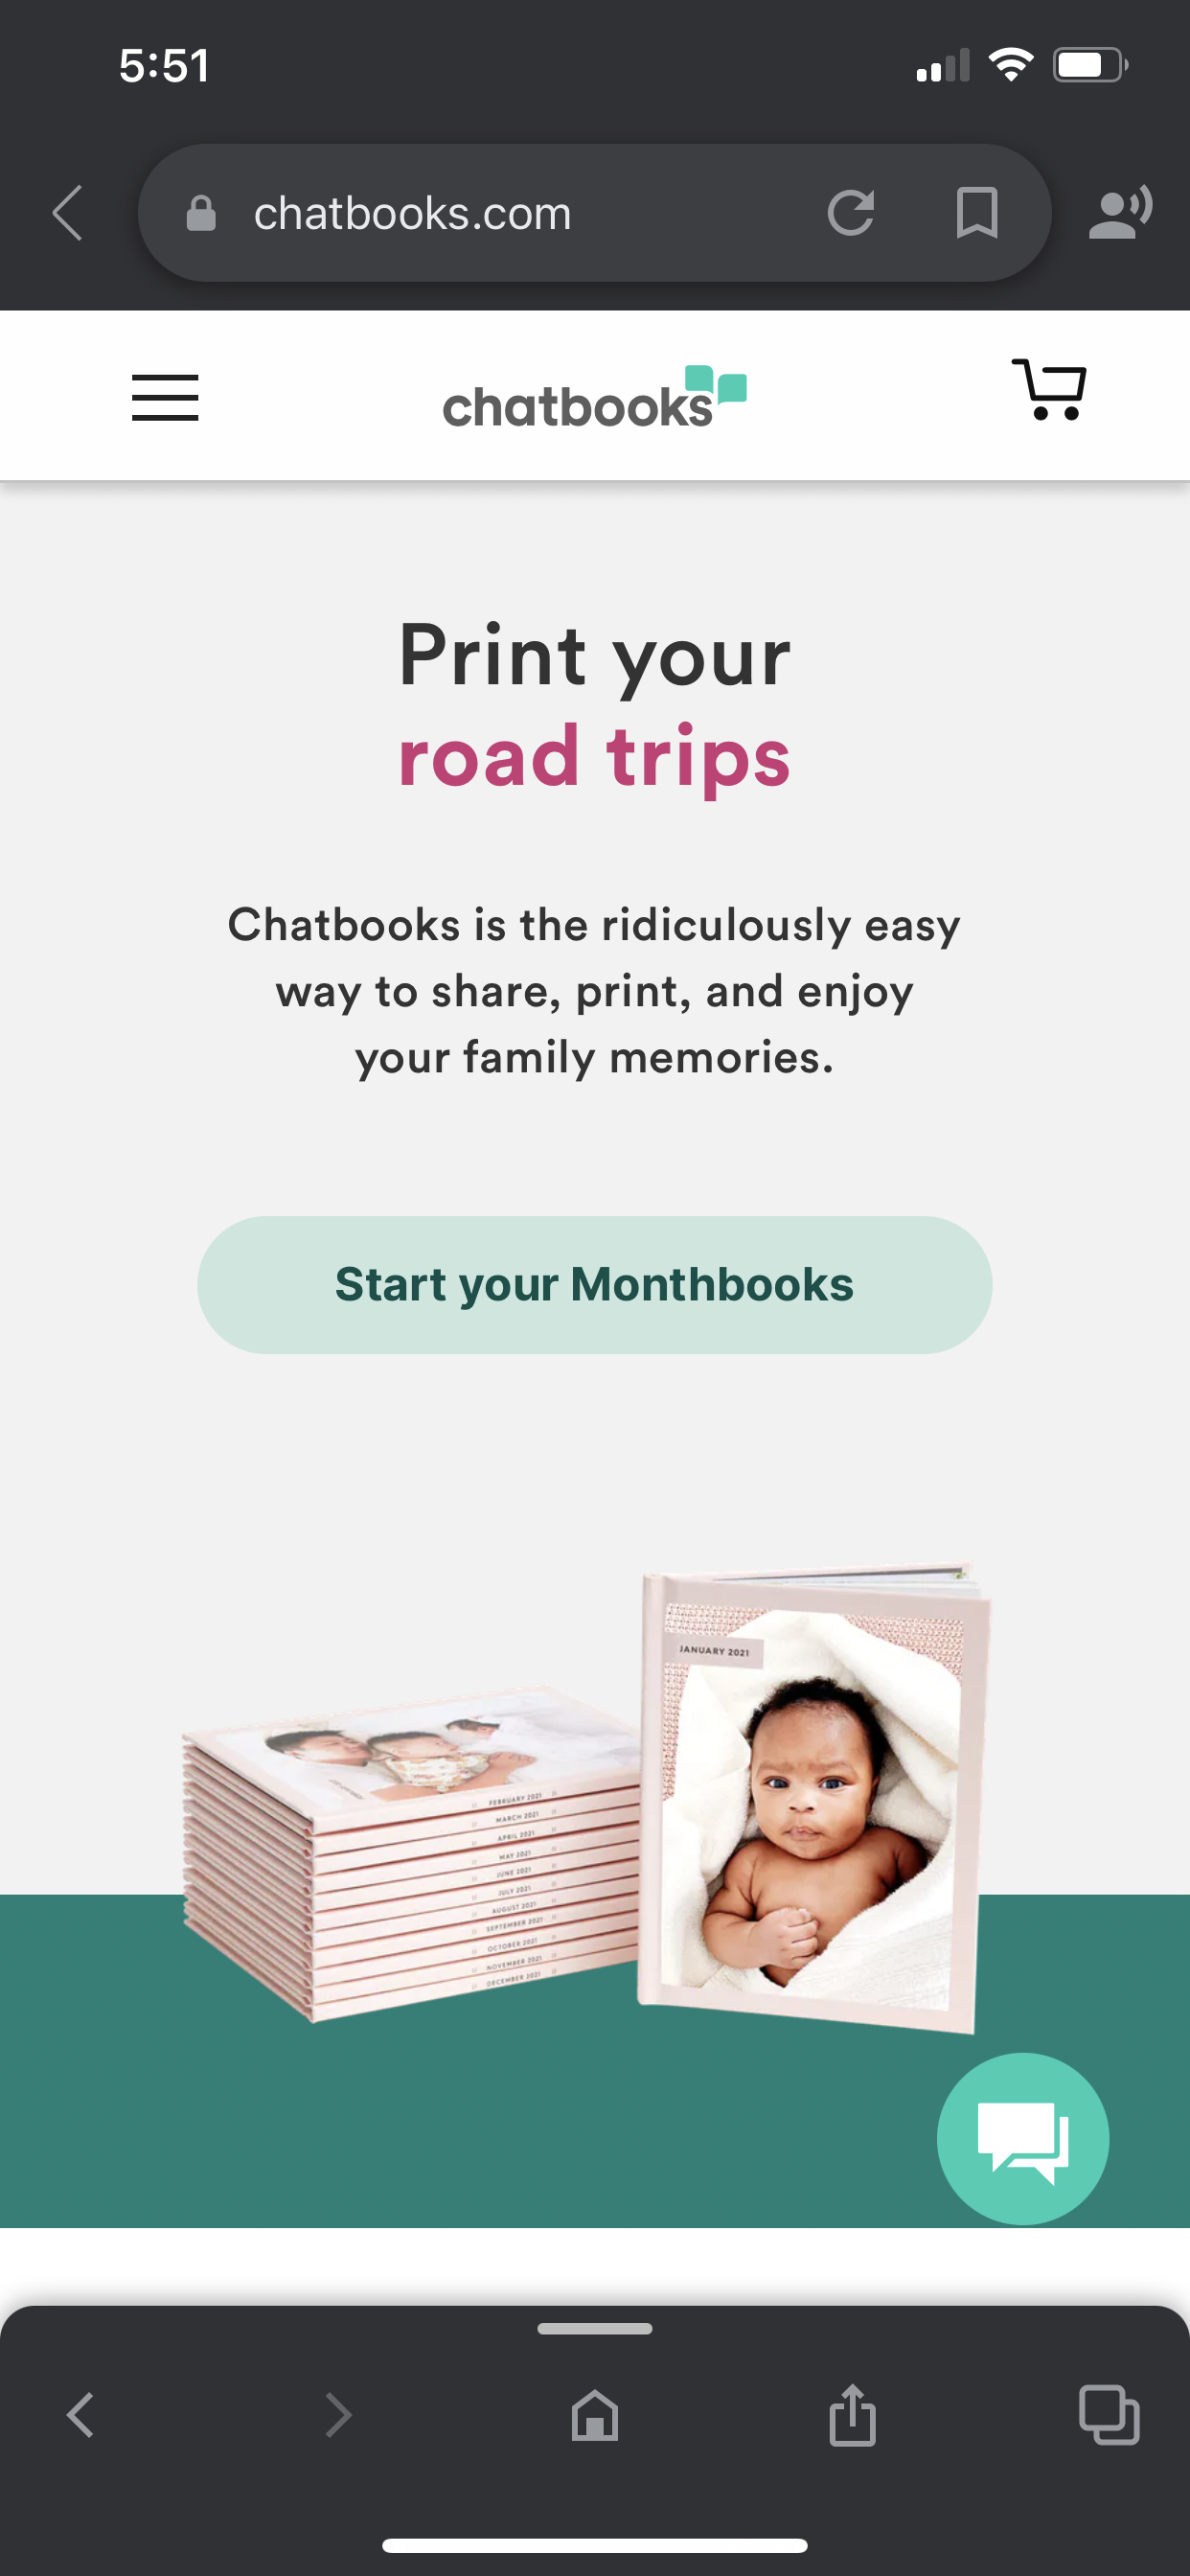 5:51
chatbooks.com
chatbooks
Print your
road trips
Chatbooks is the ridiculously easy
way to share, print, and enjoy
your family memories.
Start your Monthbooks
JANUARY 2021
FEBRUARY 2021
MARCH 2021
APRIL 2021
MAY 2021
JUNE 2021
JULY 2021
AUGUST 2021
SEPTEMBER 2021
OCTOBER 2021
NOVEMBER 2021
DECEMBER 2021